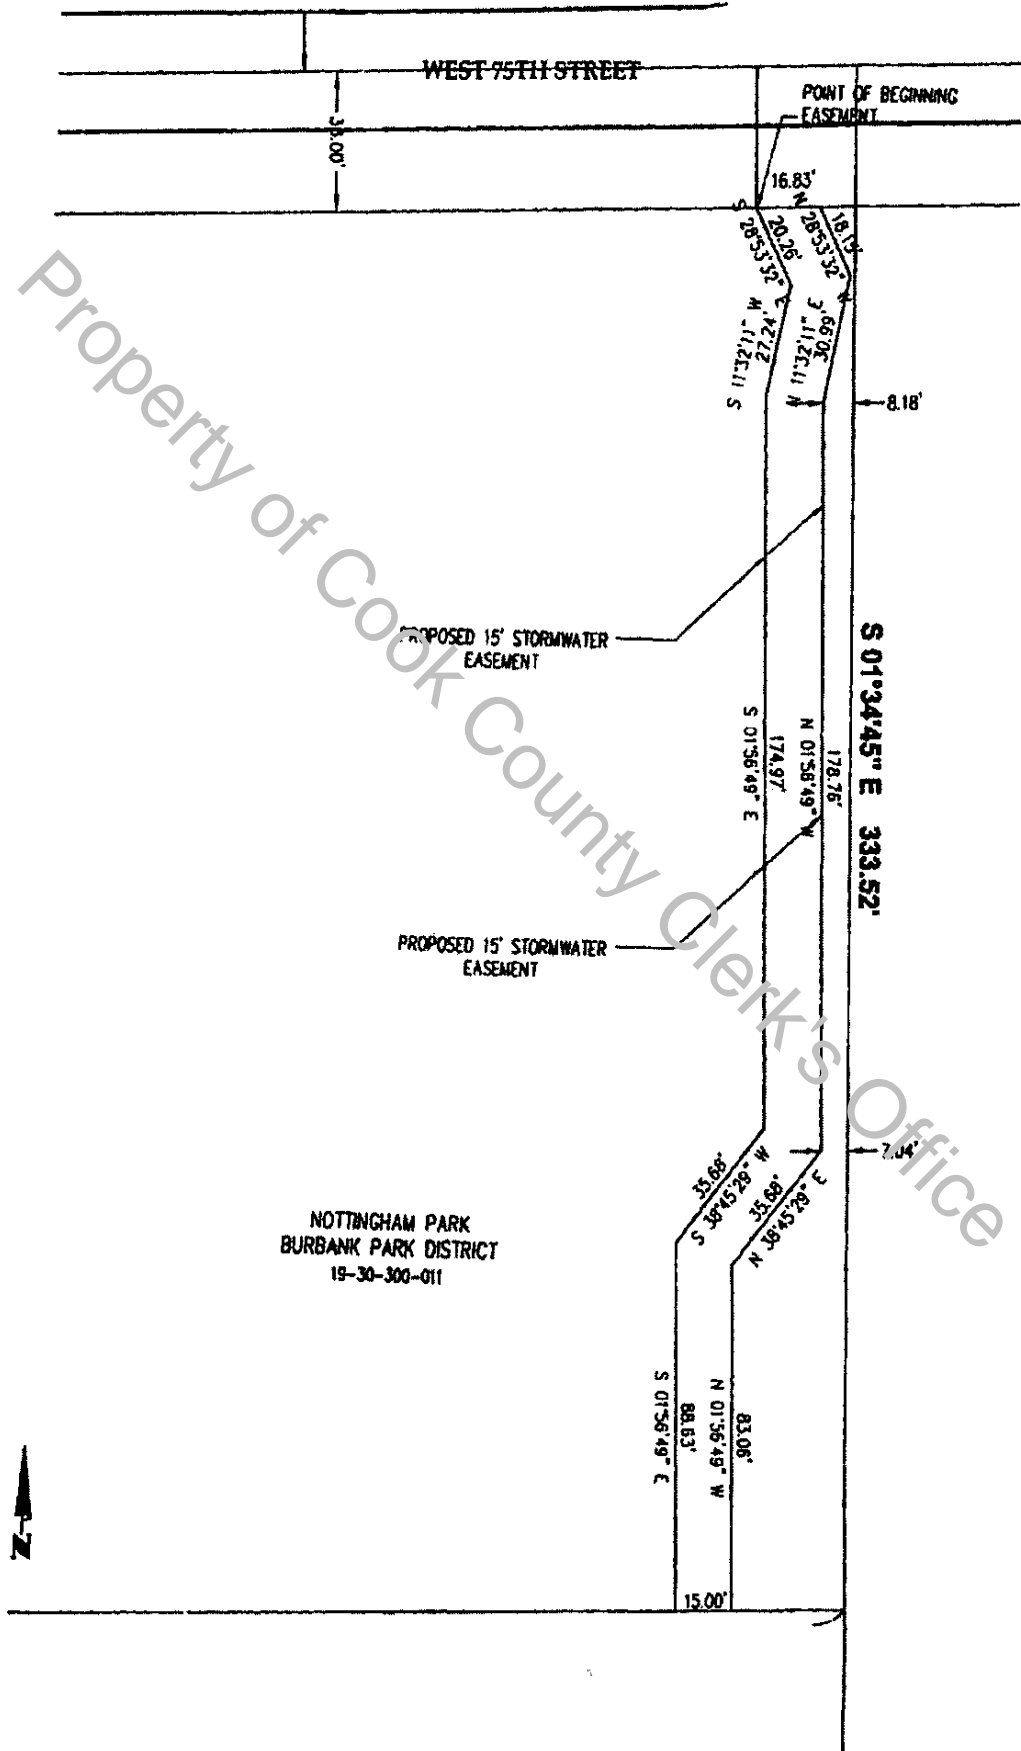 WEST 75TH STREET
POINT OF BEGINNING
EASEMENT
16.83'
20.26'
S 28°53'32" E
18.15'
N 28°53'32" W
S 11°32'11" W
27.24'
N 11°32'11" E
30.99'
8.18'
PROPOSED 15' STORMWATER
EASEMENT
S 01°34'45" E 333.52'
174.97'
S 01°56'49" E
178.76'
N 01°56'49" W
PROPOSED 15' STORMWATER
EASEMENT
7.04'
35.68'
S 38°45'29" W
35.68'
N 38°45'29" E
NOTTINGHAM PARK
BURBANK PARK DISTRICT
19-30-300-011
88.63'
S 01°56'49" E
83.06'
N 01°56'49" W
N
15.00'
Property of Cook County Clerk's Office